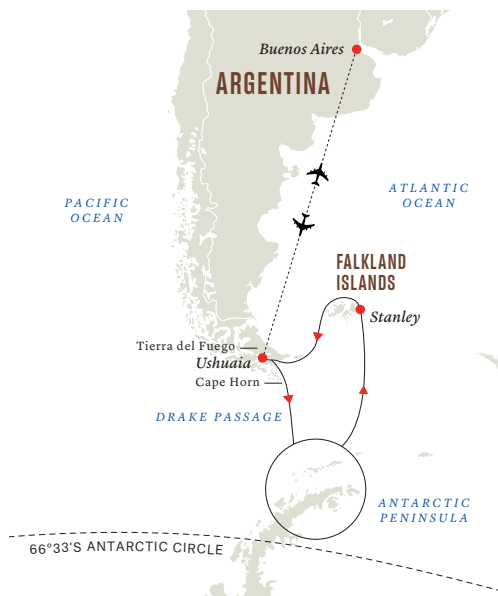 Buenos Aires
ARGENTINA
PACIFIC
OCEAN
ATLANTIC
OCEAN
FALKLAND
ISLANDS
Stanley
Tierra del Fuego
Ushuaia
Cape Horn
DRAKE PASSAGE
ANTARCTIC
PENINSULA
66°33'S ANTARCTIC CIRCLE